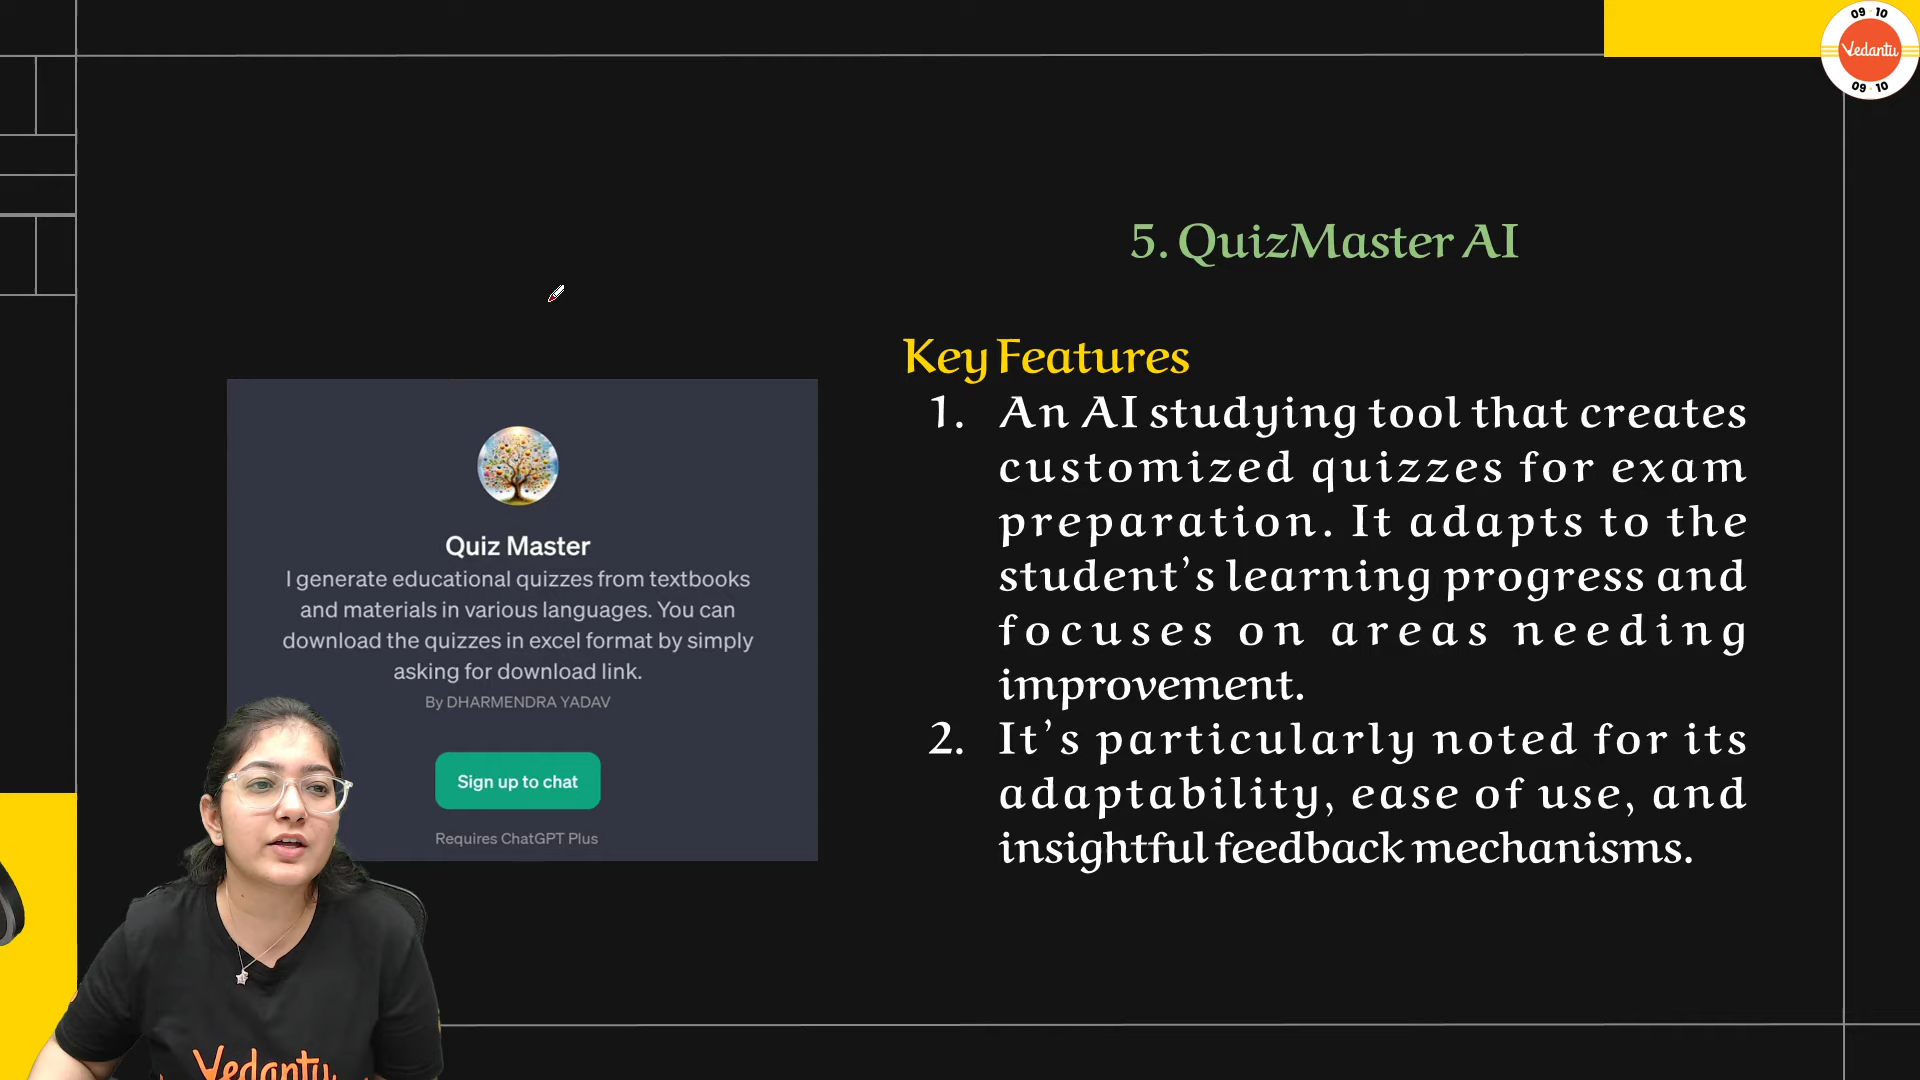 09 10
Vedantu
09 10
5. QuizMaster AI
Key Features
1. An AI studying tool that creates
customized quizzes for exam
preparation. It adapts to the
student’s learning progress and
focuses on areas needing
improvement.
2. It’s particularly noted for its
adaptability, ease of use, and
insightful feedback mechanisms.
Quiz Master
I generate educational quizzes from textbooks
and materials in various languages. You can
download the quizzes in excel format by simply
asking for download link.
By DHARMENDRA YADAV
Sign up to chat
Requires ChatGPT Plus
Vedantu